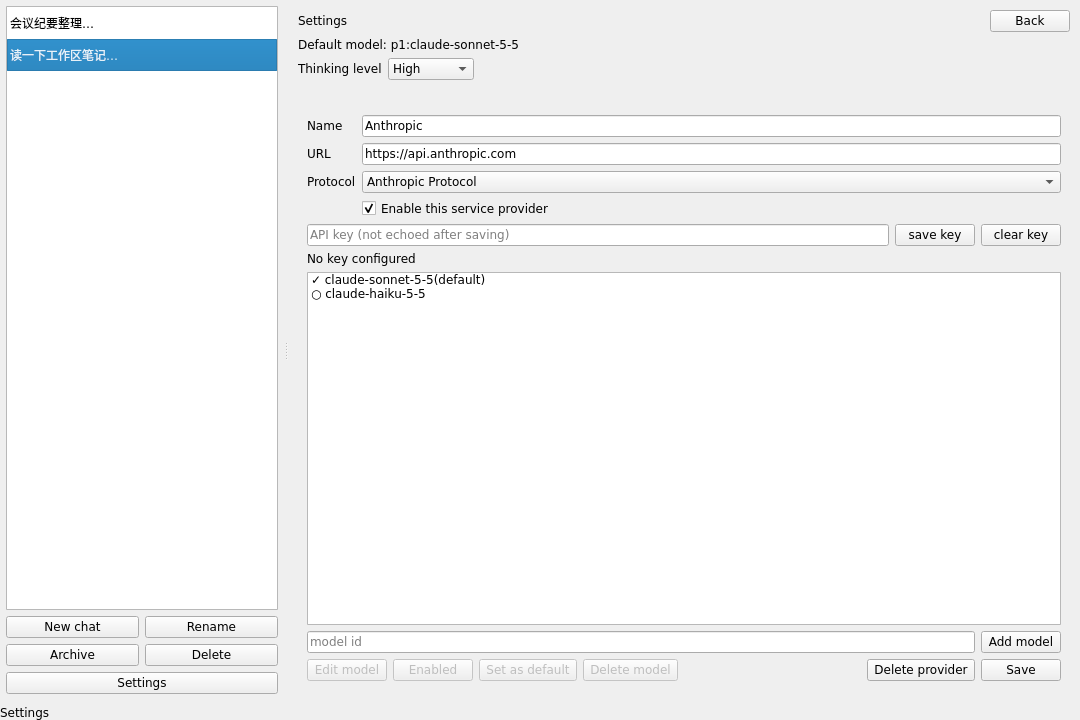 会议纪要整理…
读一下工作区笔记…
New chat
Rename
Archive
Delete
Settings
Settings
Settings
Back
Default model: p1:claude-sonnet-5-5
Thinking level High
Name Anthropic
URL https://api.anthropic.com
Protocol Anthropic Protocol
Enable this service provider
API key (not echoed after saving) save key clear key
No key configured
✓ claude-sonnet-5-5(default)
○ claude-haiku-5-5
model id Add model
Edit model Enabled Set as default Delete model Delete provider Save